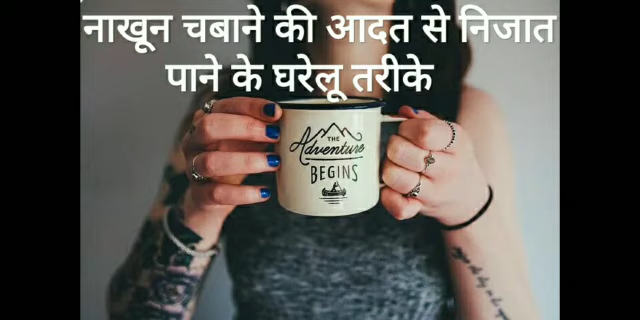 नाखून चबाने की आदत से निजात
पाने के घरेलू तरीके
THE
Adventure
BEGINS